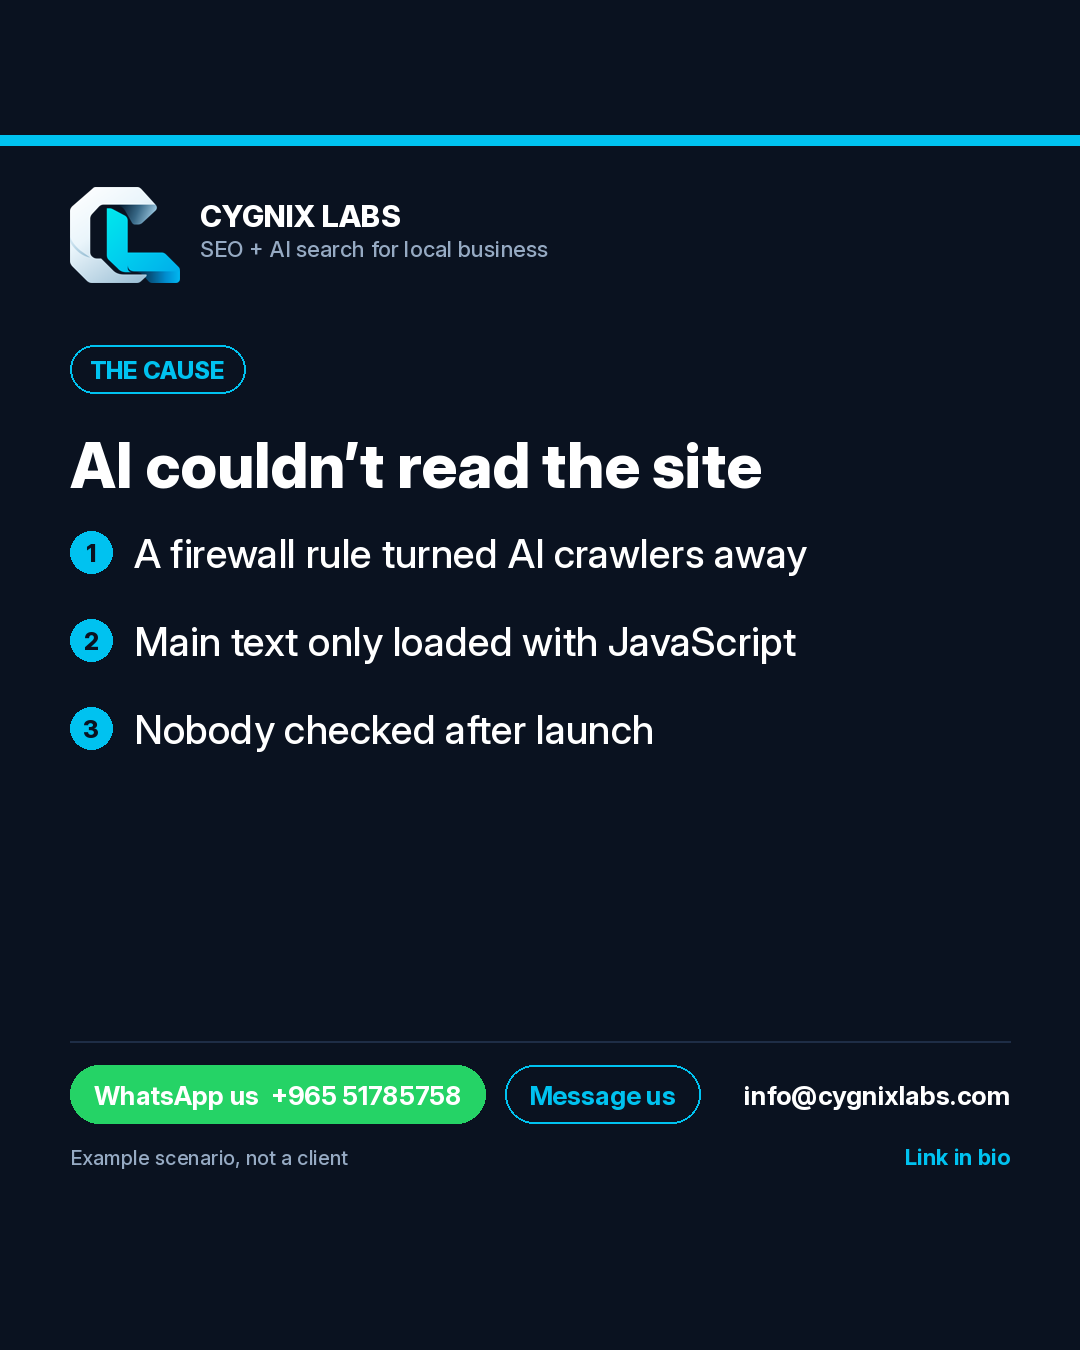 CYGNIX LABS
SEO + AI search for local business
THE CAUSE
AI couldn’t read the site
1 A firewall rule turned AI crawlers away
2 Main text only loaded with JavaScript
3 Nobody checked after launch
WhatsApp us +965 51785758
Message us
info@cygnixlabs.com
Example scenario, not a client
Link in bio